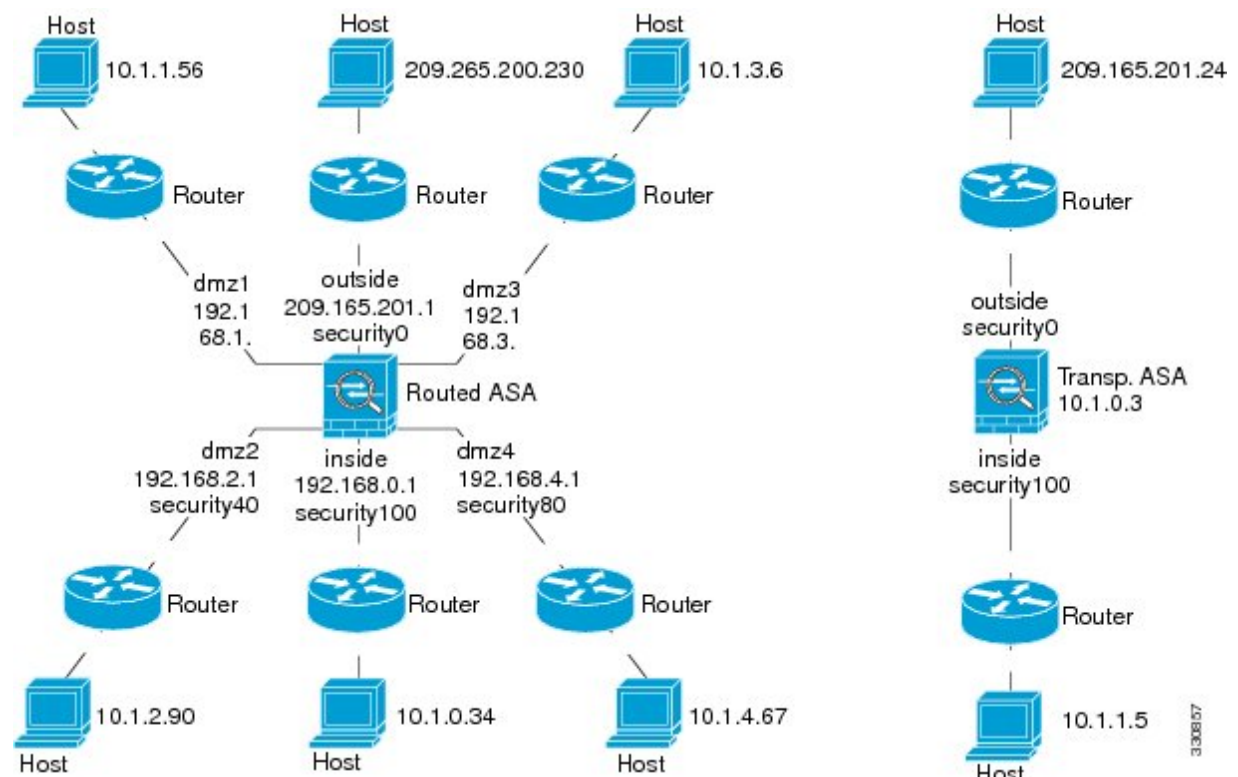 Host
10.1.1.56
Host
209.265.200.230
Host
10.1.3.6
Host
209.165.201.24
Router
Router
Router
Router
dmz1
192.1
68.1.
outside
209.165.201.1
security0
dmz3
192.1
68.3.
outside
security0
Routed ASA
Transp. ASA
10.1.0.3
dmz2
192.168.2.1
security40
inside
192.168.0.1
security100
dmz4
192.168.4.1
security80
inside
security100
Router
Router
Router
Router
10.1.2.90
Host
10.1.0.34
Host
10.1.4.67
Host
10.1.1.5
Host
330857